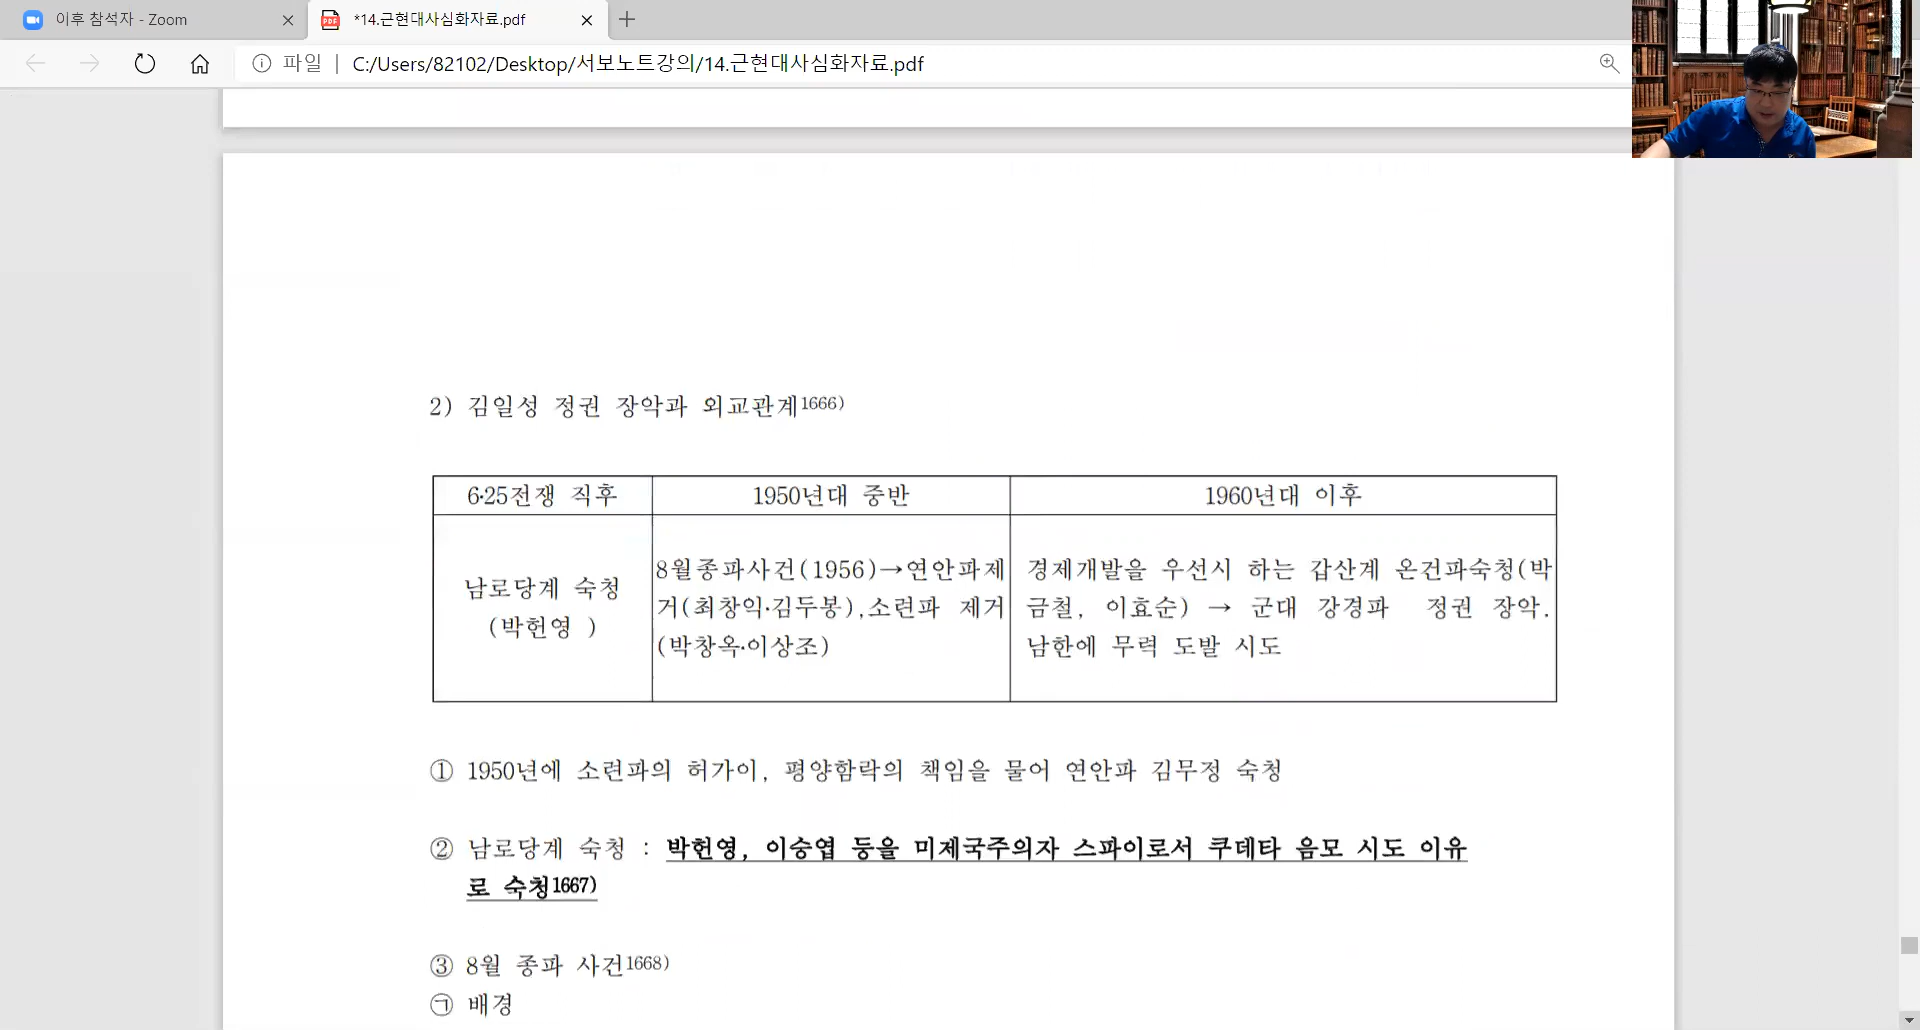 이후 참석자 - Zoom
*14.근현대사심화자료.pdf
파일 | C:/Users/82102/Desktop/서보노트강의/14.근현대사심화자료.pdf
2) 김일성 정권 장악과 외교관계1666)
6·25전쟁 직후
1950년대 중반
1960년대 이후
남로당계 숙청
(박헌영 )
8월종파사건(1956)→연안파제
거(최창익·김두봉),소련파 제거
(박창옥·이상조)
경제개발을 우선시 하는 갑산계 온건파숙청(박
금철, 이효순) → 군대 강경파 정권 장악.
남한에 무력 도발 시도
① 1950년에 소련파의 허가이, 평양함락의 책임을 물어 연안파 김무정 숙청
② 남로당계 숙청 : 박헌영, 이승엽 등을 미제국주의자 스파이로서 쿠데타 음모 시도 이유
로 숙청1667)
③ 8월 종파 사건1668)
㉠ 배경